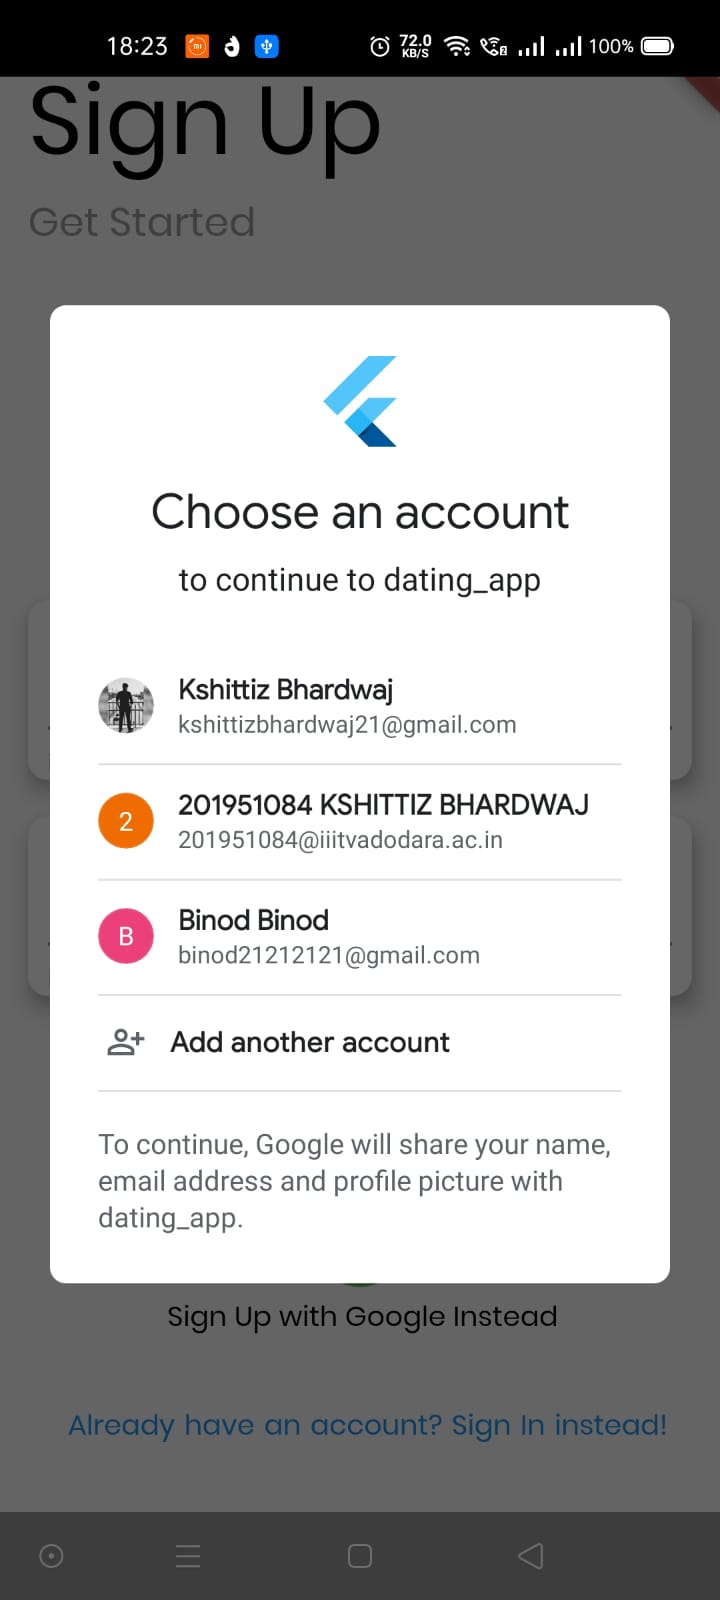 18:23 72.0 KB/S 100%
Sign Up
Get Started
Choose an account
to continue to dating_app
Kshittiz Bhardwaj
kshittizbhardwaj21@gmail.com
2
201951084 KSHITTIZ BHARDWAJ
201951084@iiitvadodara.ac.in
B
Binod Binod
binod21212121@gmail.com
Add another account
To continue, Google will share your name,
email address and profile picture with
dating_app.
Sign Up with Google Instead
Already have an account? Sign In instead!